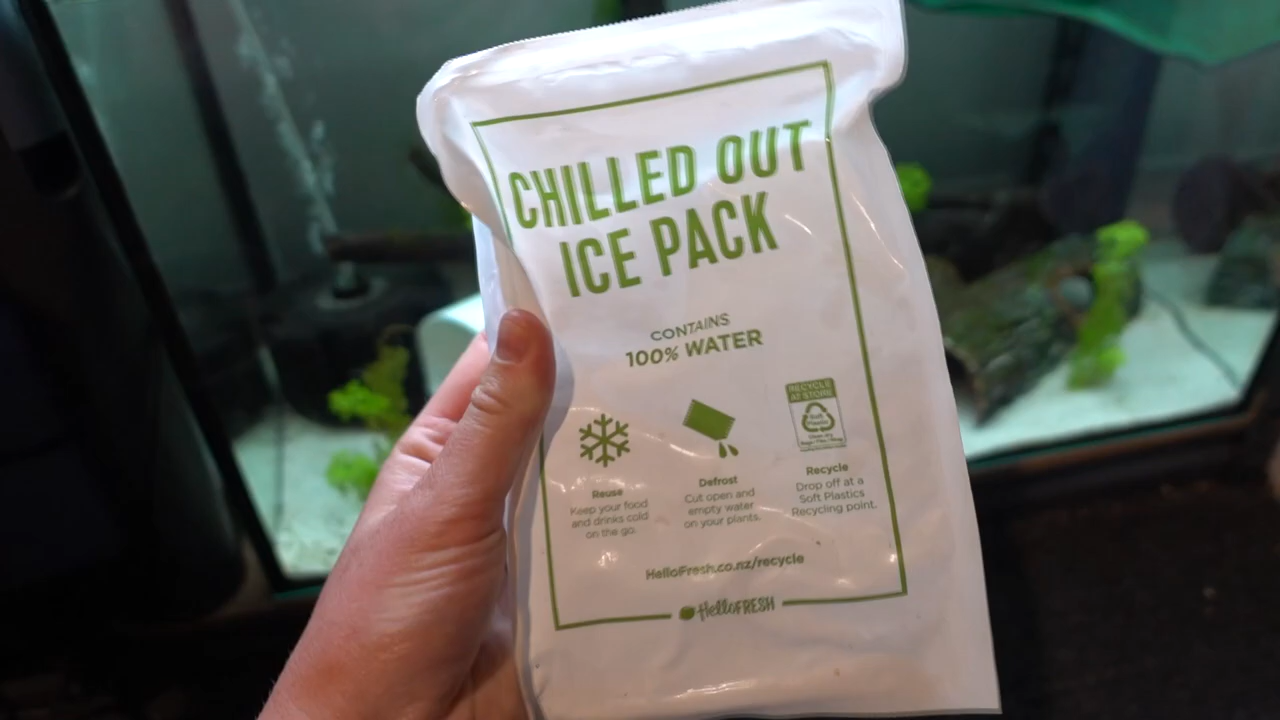 CHILLED OUT
ICE PACK
CONTAINS
100% WATER
RECYCLE
AT STORE
Soft
Plastic
Reuse
Keep your food
and drinks cold
on the go.
Defrost
Cut open and
empty water
on your plants.
Recycle
Drop off at a
Soft Plastics
Recycling point.
HelloFresh.co.nz/recycle
HelloFRESH